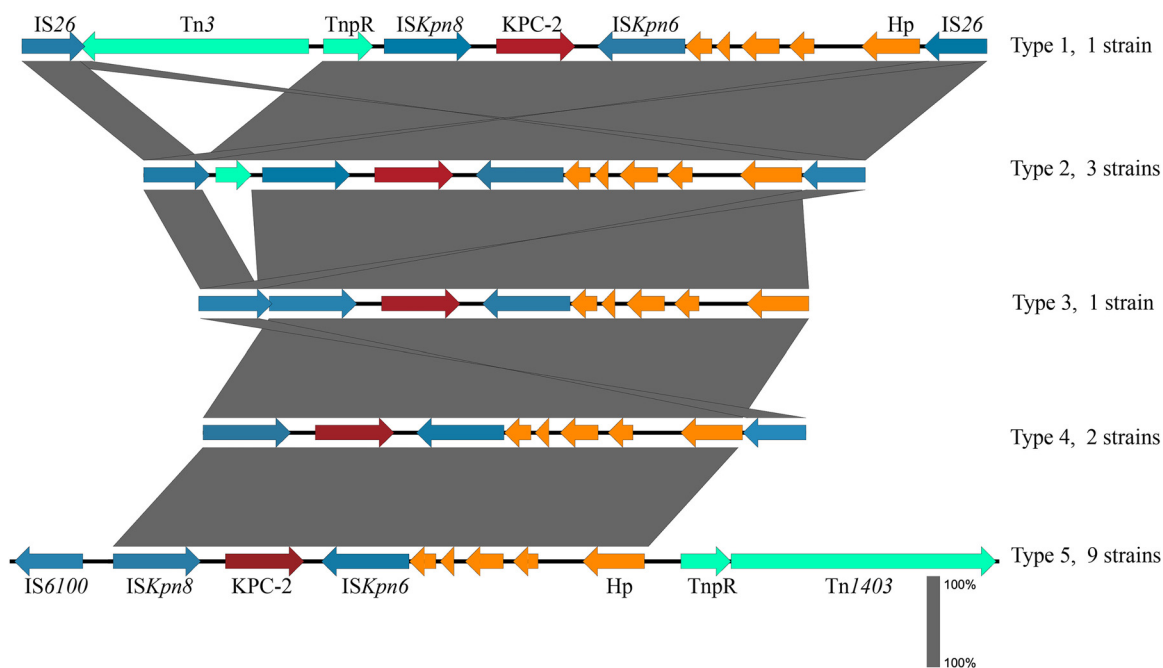 IS26 Tn3 TnpR ISKpn8 KPC-2 ISKpn6 Hp IS26
Type 1, 1 strain
Type 2, 3 strains
Type 3, 1 strain
Type 4, 2 strains
Type 5, 9 strains
IS6100 ISKpn8 KPC-2 ISKpn6 Hp TnpR Tn1403
100%
100%